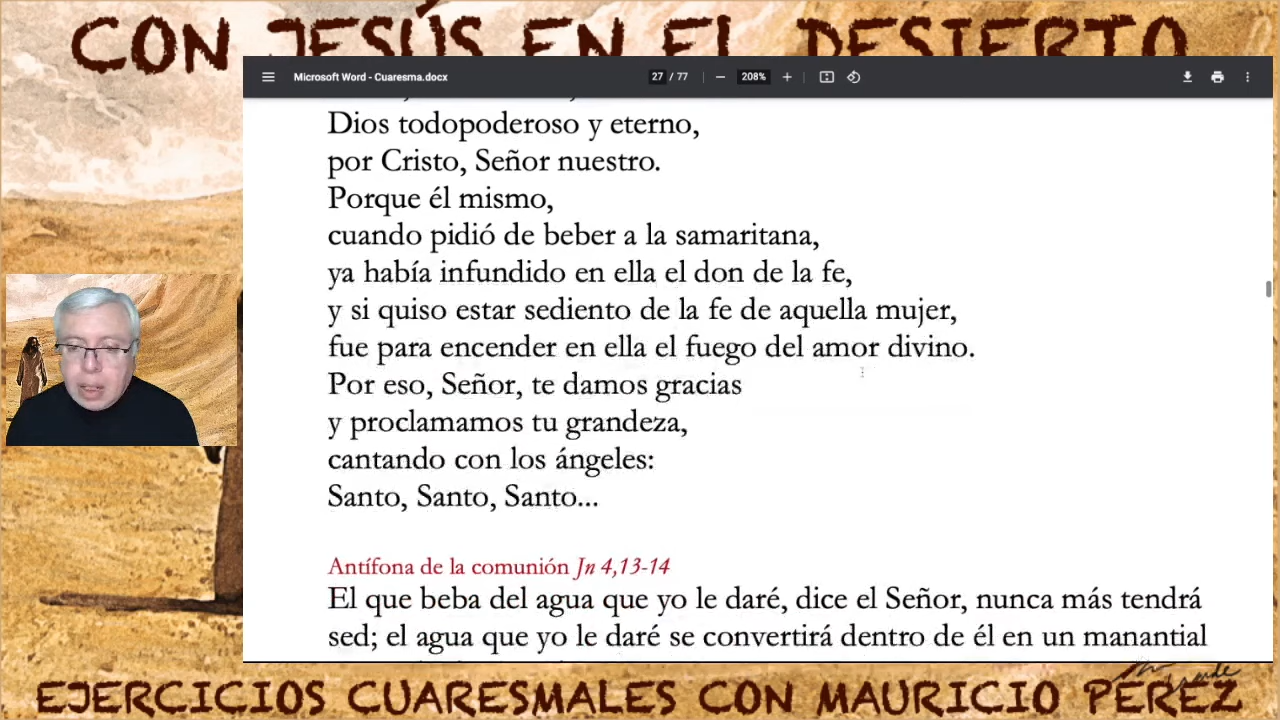 CON JESÚS EN EL DESIERTO
Microsoft Word - Cuaresma.docx
27 / 77
208%
Dios todopoderoso y eterno,
por Cristo, Señor nuestro.
Porque él mismo,
cuando pidió de beber a la samaritana,
ya había infundido en ella el don de la fe,
y si quiso estar sediento de la fe de aquella mujer,
fue para encender en ella el fuego del amor divino.
Por eso, Señor, te damos gracias
y proclamamos tu grandeza,
cantando con los ángeles:
Santo, Santo, Santo...
Antífona de la comunión Jn 4,13-14
El que beba del agua que yo le daré, dice el Señor, nunca más tendrá
sed; el agua que yo le daré se convertirá dentro de él en un manantial
EJERCICIOS CUARESMALES CON MAURICIO PÉREZ